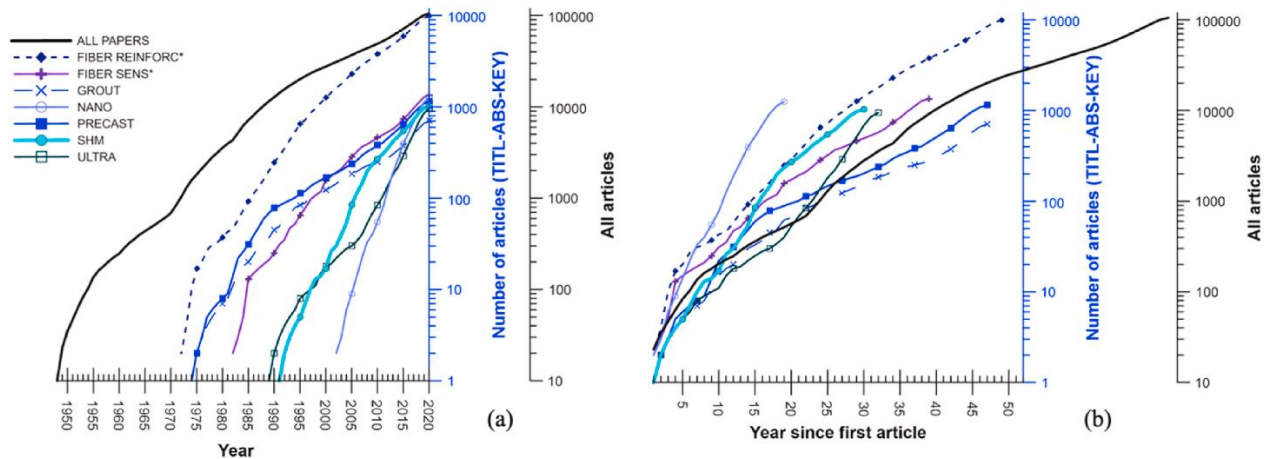 ALL PAPERS
FIBER REINFORC*
FIBER SENS*
GROUT
NANO
PRECAST
SHM
ULTRA
10000
1000
100
10
1
Number of articles (TITL-ABS-KEY)
100000
10000
1000
100
10
All articles
1950
1955
1960
1965
1970
1975
1980
1985
1990
1995
2000
2005
2010
2015
2020
Year
(a)
10000
1000
100
10
1
Number of articles (TITL-ABS-KEY)
100000
10000
1000
100
10
All articles
5
10
15
20
25
30
35
40
45
50
Year since first article
(b)